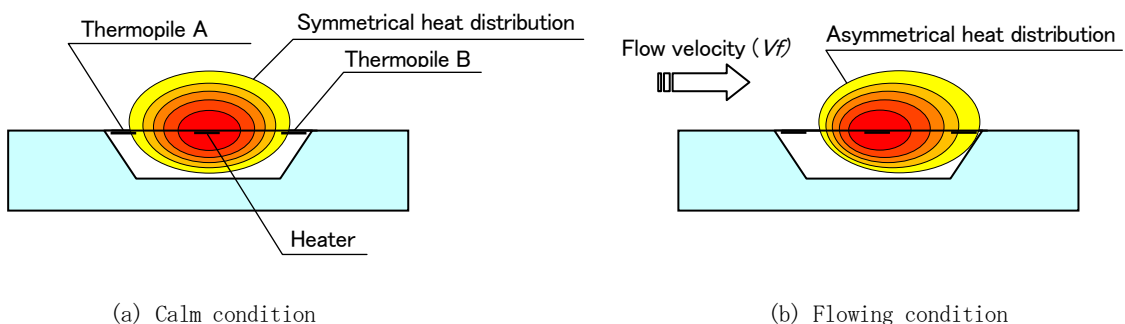 Thermopile A
Symmetrical heat distribution
Thermopile B
Heater
(a) Calm condition
Flow velocity (Vf)
Asymmetrical heat distribution
(b) Flowing condition